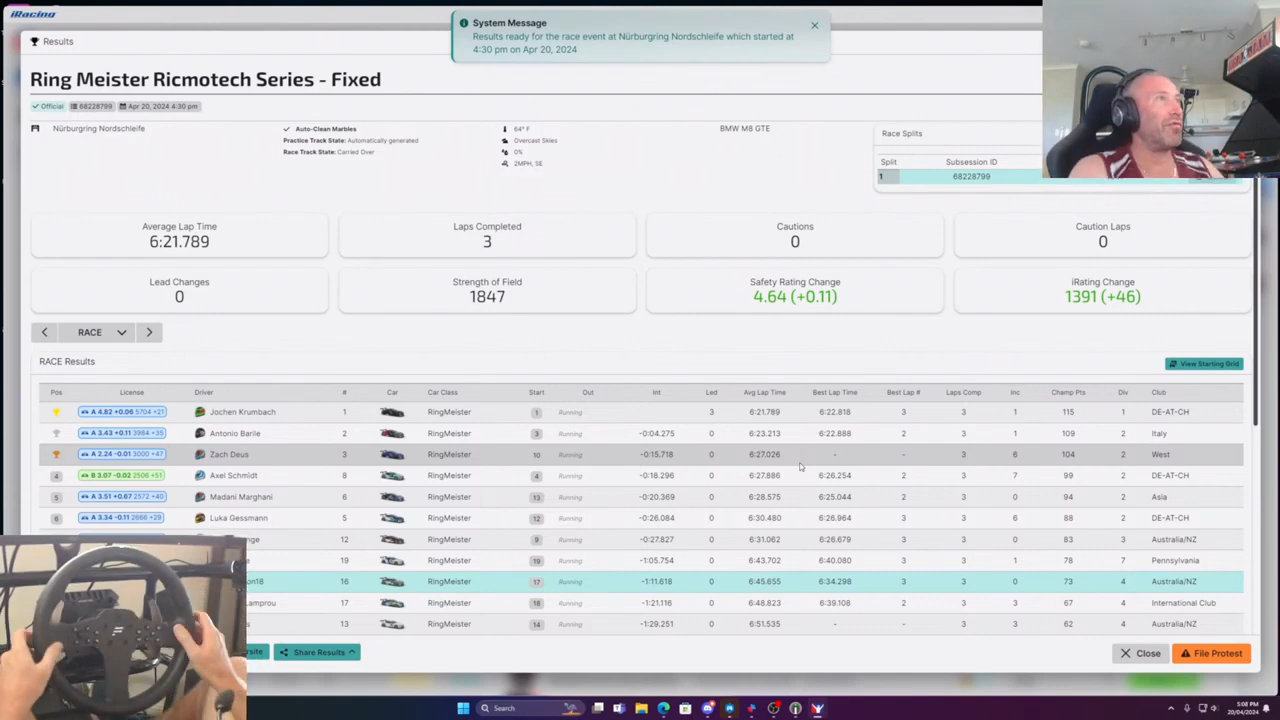 iRacing
Results
System Message
Results ready for the race event at Nürburgring Nordschleife which started at
4:30 pm on Apr 20, 2024
Ring Meister Ricmotech Series - Fixed
Official 68228799 Apr 20, 2024 4:30 pm
Nürburgring Nordschleife
Auto-Clean Marbles
Practice Track State: Automatically generated
Race Track State: Carried Over
64° F
Overcast Skies
0%
2MPH, SE
BMW M8 GTE
Race Splits
Split Subsession ID
1 68228799
Average Lap Time
6:21.789
Laps Completed
3
Cautions
0
Caution Laps
0
Lead Changes
0
Strength of Field
1847
Safety Rating Change
4.64 (+0.11)
iRating Change
1391 (+46)
RACE
RACE Results
View Starting Grid
Pos License Driver # Car Car Class Start Out Int Led Avg Lap Time Best Lap Time Best Lap # Laps Comp Inc Champ Pts Div Club
A 4.82 +0.06 5704 +21 Jochen Krumbach 1 RingMeister 1 Running 3 6:21.789 6:22.818 3 3 1 115 1 DE-AT-CH
A 3.43 +0.11 3984 +35 Antonio Barile 2 RingMeister 3 Running -0:04.275 0 6:23.213 6:22.888 2 3 1 109 2 Italy
A 2.24 -0.01 3000 +47 Zach Deus 3 RingMeister 10 Running -0:15.718 0 6:27.026 - - 3 6 104 2 West
4 B 3.07 -0.02 2506 +51 Axel Schmidt 8 RingMeister 4 Running -0:18.296 0 6:27.886 6:26.254 2 3 7 99 2 DE-AT-CH
5 A 3.51 +0.67 2572 +40 Madani Marghani 6 RingMeister 13 Running -0:20.369 0 6:28.575 6:25.044 2 3 0 94 2 Asia
6 A 3.34 -0.11 2666 +29 Luka Gessmann 5 RingMeister 12 Running -0:26.084 0 6:30.480 6:26.964 3 3 6 88 2 DE-AT-CH
nge 12 RingMeister 9 Running -0:27.827 0 6:31.062 6:26.679 3 3 0 83 3 Australia/NZ
a 19 RingMeister 19 Running -1:05.754 0 6:43.702 6:40.080 3 3 1 78 7 Pennsylvania
on18 16 RingMeister 17 Running -1:11.618 0 6:45.655 6:34.298 3 3 0 73 4 Australia/NZ
Lamprou 17 RingMeister 18 Running -1:21.116 0 6:48.823 6:39.108 2 3 3 67 4 International Club
s 13 RingMeister 14 Running -1:29.251 0 6:51.535 - - 3 3 62 4 Australia/NZ
site Share Results Close File Protest
Search
5:08 PM
20/04/2024